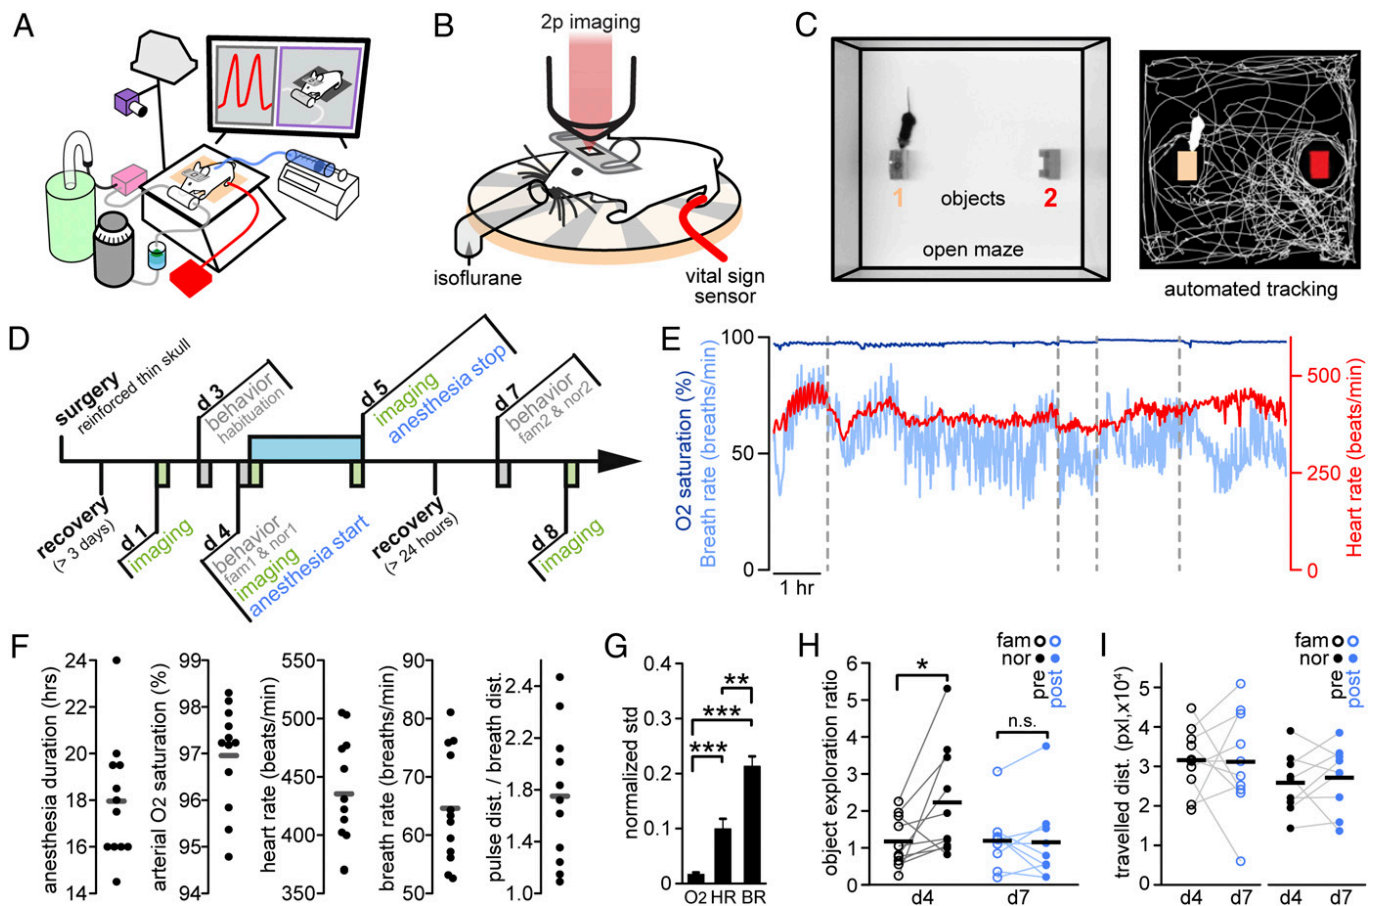 A
B
2p imaging
isoflurane
vital sign
sensor
C
1
objects
2
open maze
automated tracking
D
surgery
reinforced thin skull
recovery
(> 3 days)
d 1
imaging
d 3
behavior
habituation
d 4
behavior
fam1 & nor1
imaging
anesthesia start
d 5
imaging
anesthesia stop
recovery
(> 24 hours)
d 7
behavior
fam2 & nor2
d8
imaging
E
O2 saturation (%)
Breath rate (breaths/min)
100
50
0
1 hr
500
250
0
Heart rate (beats/min)
F
anesthesia duration (hrs)
24
22
20
18
16
14
arterial O2 saturation (%)
99
98
97
96
95
94
heart rate (beats/min)
550
500
450
400
350
breath rate (breaths/min)
90
80
70
60
50
pulse dist. / breath dist.
2.4
2.2
1.8
1.4
1.0
G
normalized std
0.4
0.3
0.2
0.1
0
***
***
**
O2 HR BR
H
object exploration ratio
6
5
4
3
2
1
0
*
n.s.
fam
nor
pre
post
d4
d7
I
travelled dist. (pxl,x10⁴)
5
4
3
2
1
0
fam
nor
pre
post
d4
d7
d4
d7